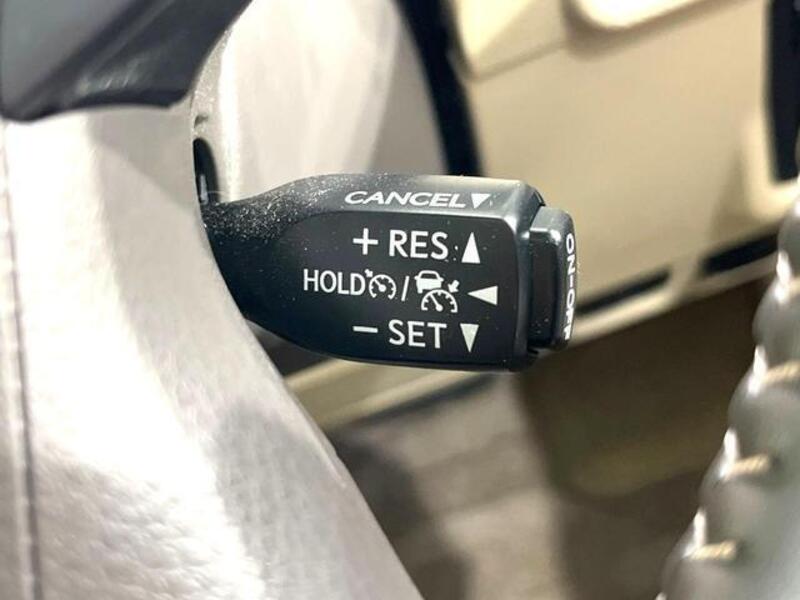 CANCEL▼
+ RES ▲
HOLD / ◀
– SET ▼
ON-OFF